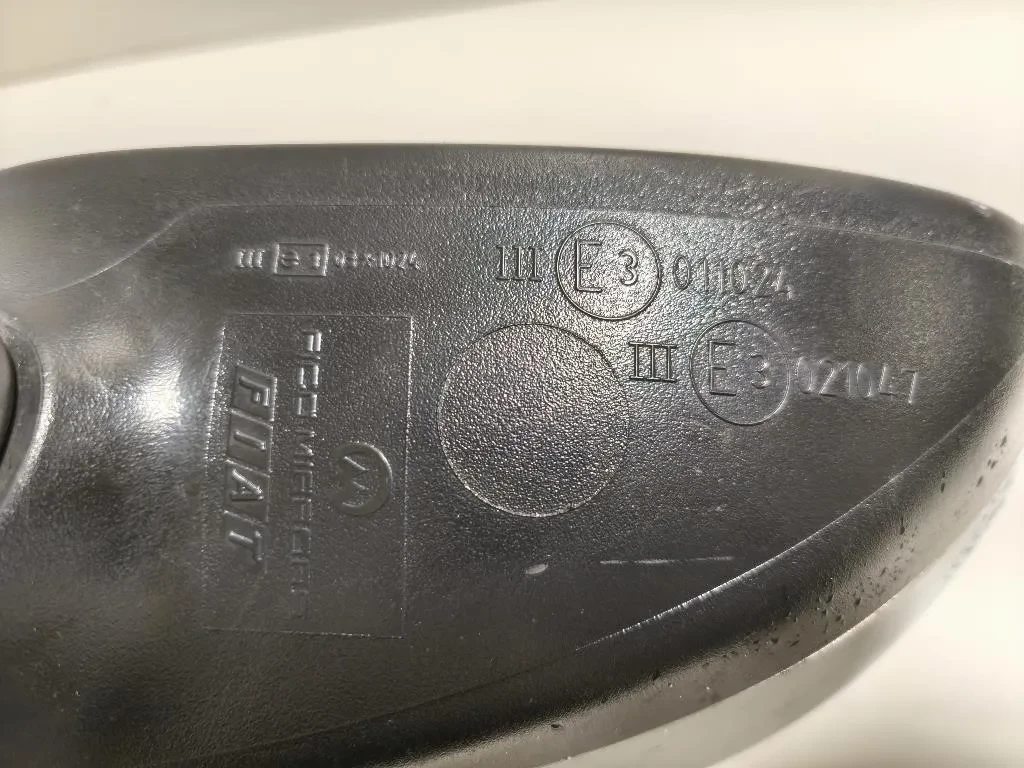 III E 3 011024
III E 3 021047
FICOMIRRORS
FIAT